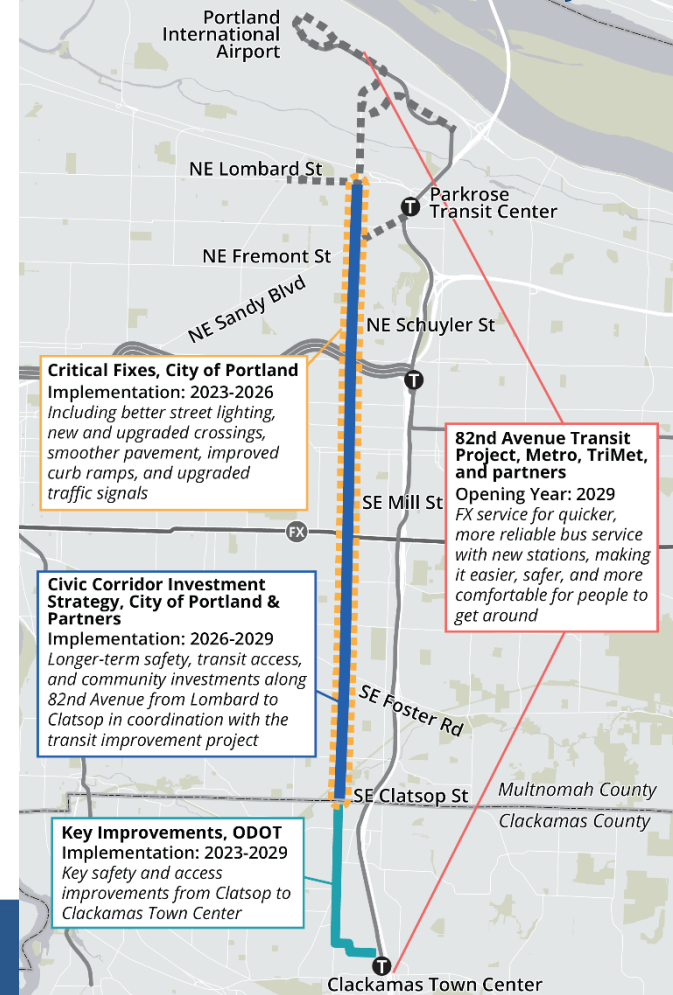 Portland
International
Airport
NE Lombard St
Parkrose
Transit Center
T
NE Fremont St
NE Sandy Blvd
NE Schuyler St
T
Critical Fixes, City of Portland
Implementation: 2023-2026
Including better street lighting,
new and upgraded crossings,
smoother pavement, improved
curb ramps, and upgraded
traffic signals
82nd Avenue Transit
Project, Metro, TriMet,
and partners
Opening Year: 2029
FX service for quicker,
more reliable bus service
with new stations, making
it easier, safer, and more
comfortable for people to
get around
SE Mill St
FX
Civic Corridor Investment
Strategy, City of Portland &
Partners
Implementation: 2026-2029
Longer-term safety, transit access,
and community investments along
82nd Avenue from Lombard to
Clatsop in coordination with the
transit improvement project
SE Foster Rd
SE Clatsop St
Multnomah County
Clackamas County
Key Improvements, ODOT
Implementation: 2023-2029
Key safety and access
improvements from Clatsop to
Clackamas Town Center
T
Clackamas Town Center